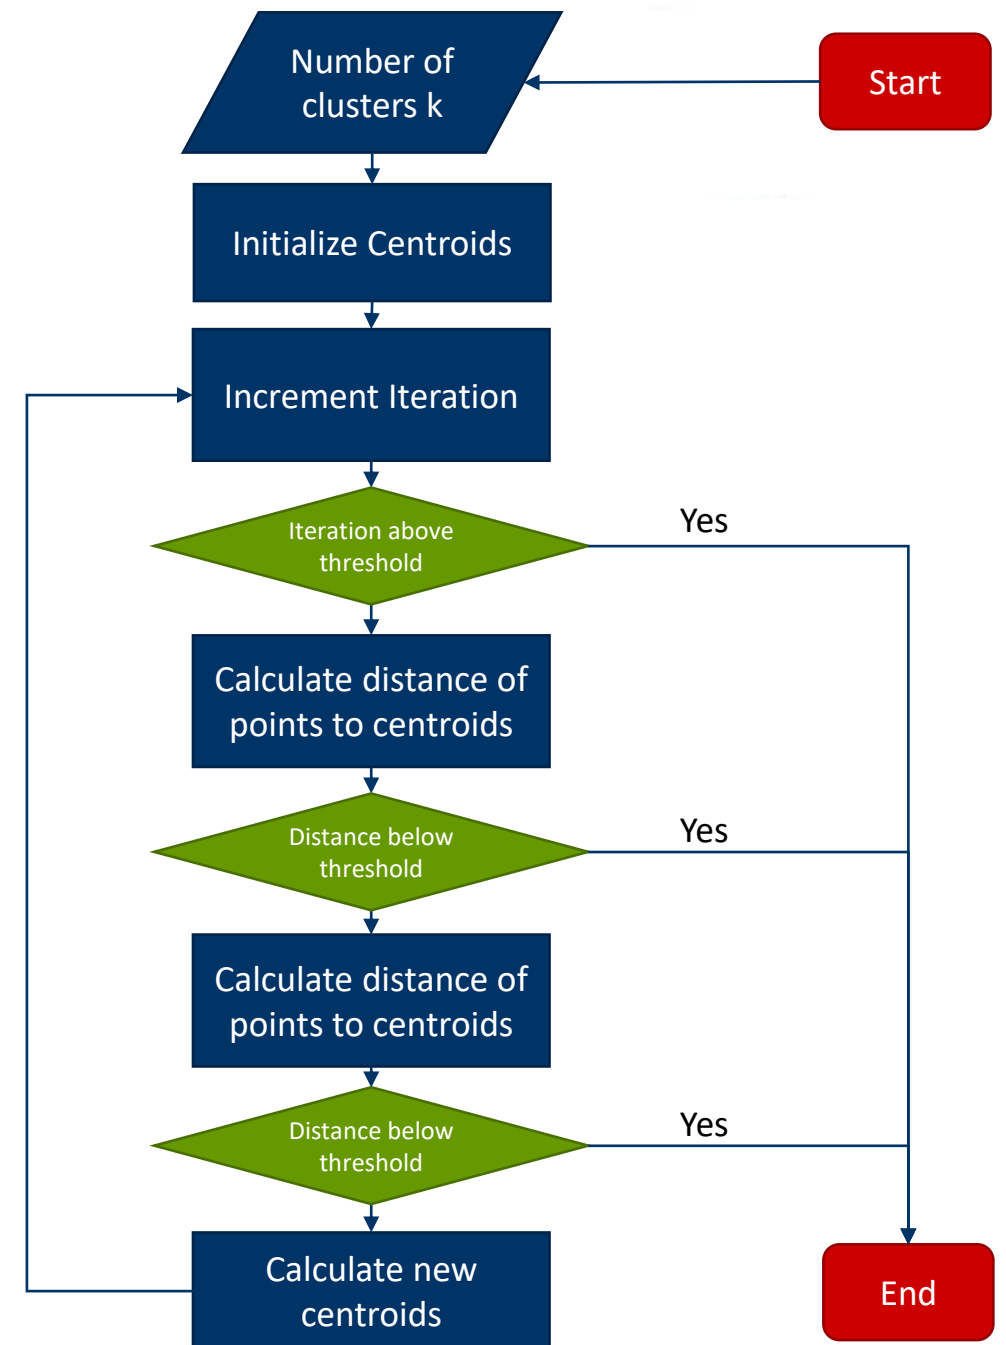 Number of
clusters k
Start
Initialize Centroids
Increment Iteration
Iteration above
threshold
Yes
Calculate distance of
points to centroids
Distance below
threshold
Yes
Calculate distance of
points to centroids
Distance below
threshold
Yes
Calculate new
centroids
End